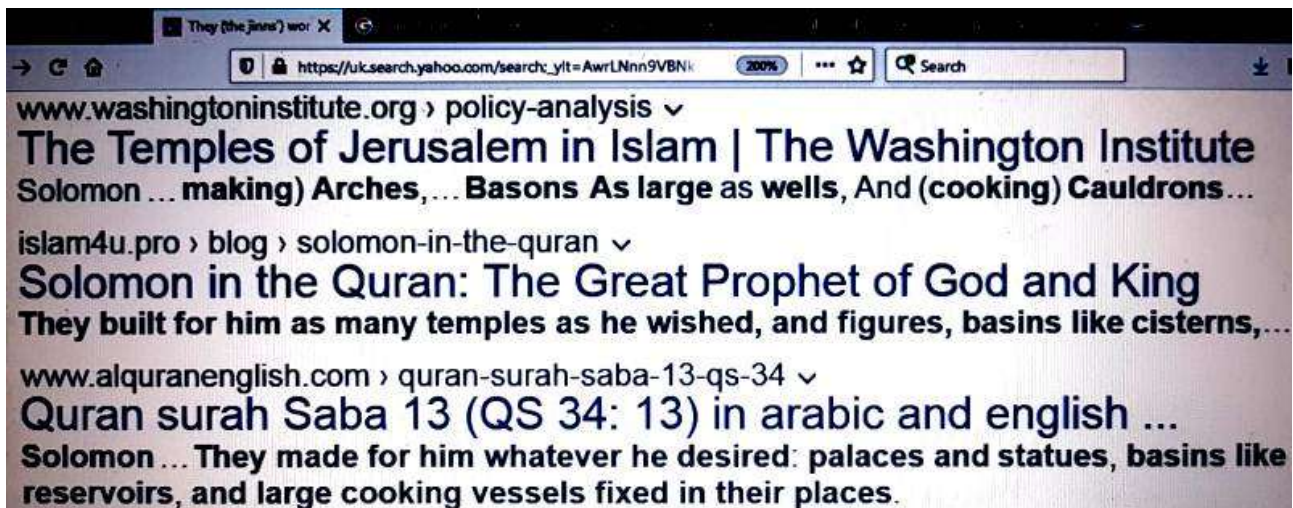 They (the jinns') wor X
https://uk.search.yahoo.com/search;_ylt=AwrLNnn9VBNk 200% ••• Search
www.washingtoninstitute.org › policy-analysis
The Temples of Jerusalem in Islam | The Washington Institute
Solomon ... making) Arches,... Basons As large as wells, And (cooking) Cauldrons...
islam4u.pro › blog › solomon-in-the-quran
Solomon in the Quran: The Great Prophet of God and King
They built for him as many temples as he wished, and figures, basins like cisterns,...
www.alquranenglish.com › quran-surah-saba-13-qs-34
Quran surah Saba 13 (QS 34: 13) in arabic and english ...
Solomon ... They made for him whatever he desired: palaces and statues, basins like
reservoirs, and large cooking vessels fixed in their places.